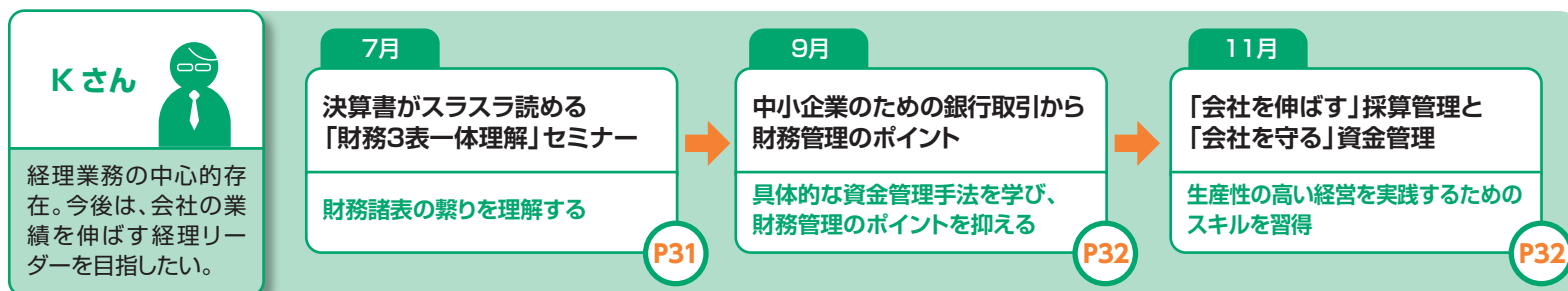 Kさん
経理業務の中心的存
在。今後は、会社の業
績を伸ばす経理リー
ダーを目指したい。
7月
決算書がスラスラ読める
「財務3表一体理解」セミナー
財務諸表の繋りを理解する
P31
9月
中小企業のための銀行取引から
財務管理のポイント
具体的な資金管理手法を学び、
財務管理のポイントを抑える
P32
11月
「会社を伸ばす」採算管理と
「会社を守る」資金管理
生産性の高い経営を実践するための
スキルを習得
P32